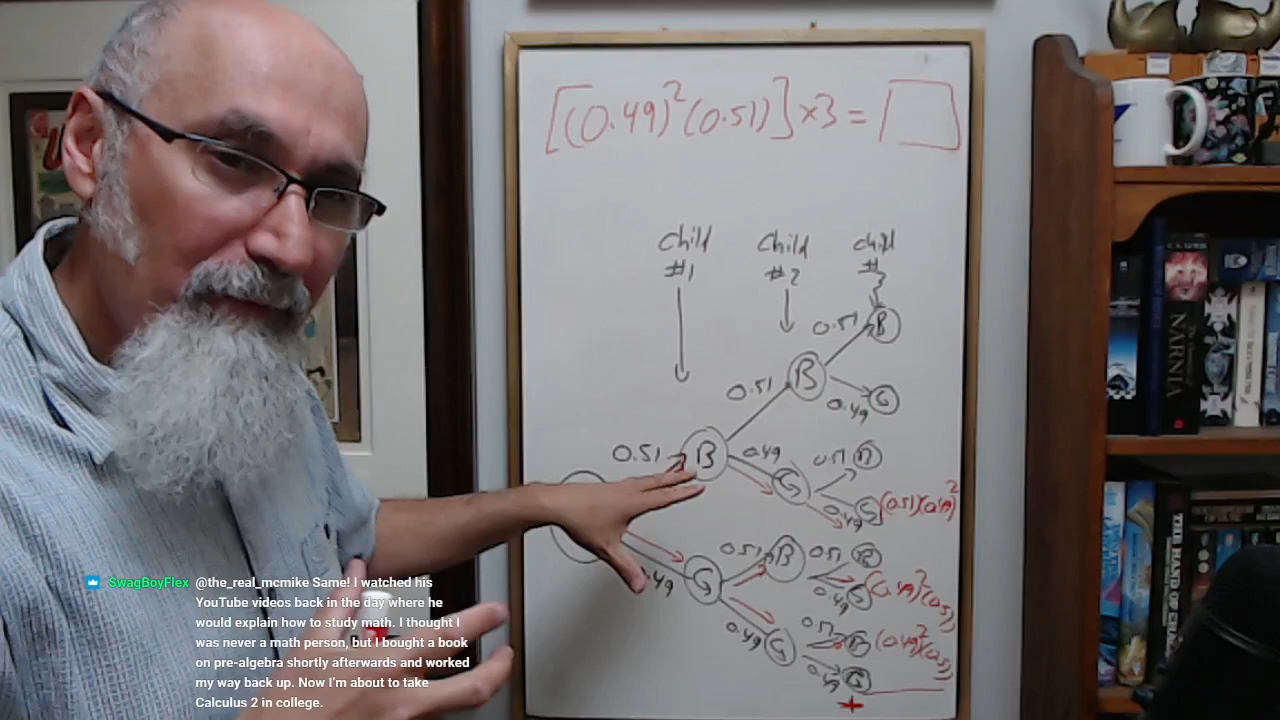 [(0.49)²(0.51)] ×3 =
Child
#1
Child
#2
Child
#
3
0.51
B
0.51
B
0.49
G
0.51
B
0.49
0.51
G
0.49
G
(0.51)(0.49)²
0.51
B
0.51
0.49
G
0.49
0.49
G
0.51
B
(0.49)²(0.51)
0.49
G
+
NARNIA
THE HAND OF
SwagBoyFlex @the_real_mcmike Same! I watched his
YouTube videos back in the day where he
would explain how to study math. I thought I
was never a math person, but I bought a book
on pre-algebra shortly afterwards and worked
my way back up. Now I'm about to take
Calculus 2 in college.